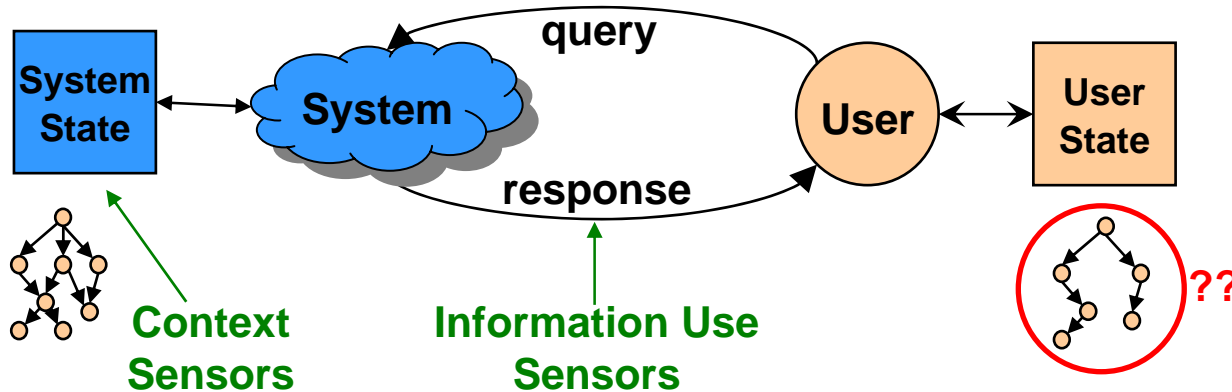 query
System
State
System
User
User
State
response
??
Context
Sensors
Information Use
Sensors